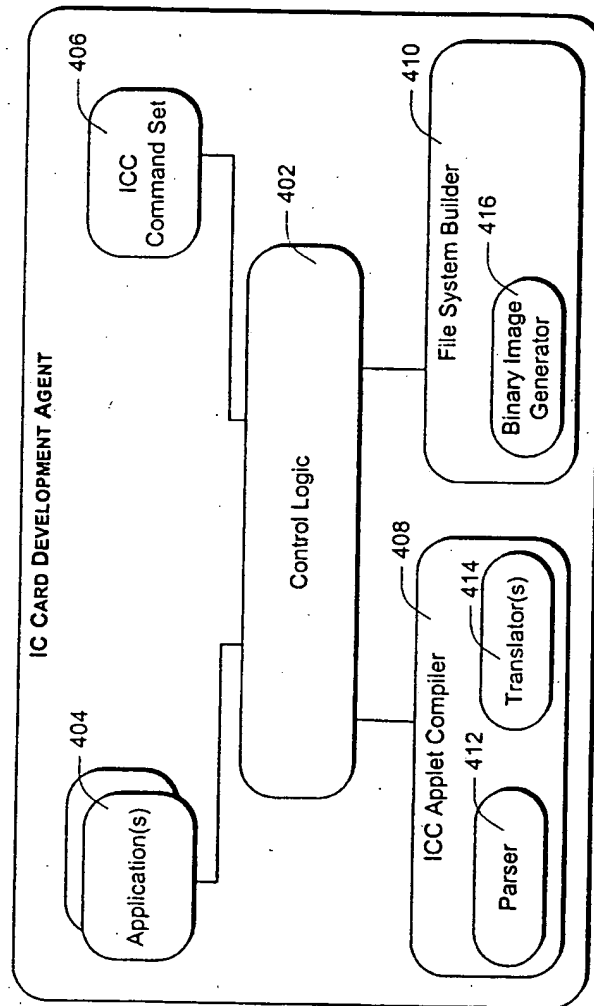 IC CARD DEVELOPMENT AGENT
404
Application(s)
406
ICC
Command Set
402
Control Logic
408
ICC Applet Compiler
412
Parser
414
Translator(s)
410
File System Builder
416
Binary Image
Generator